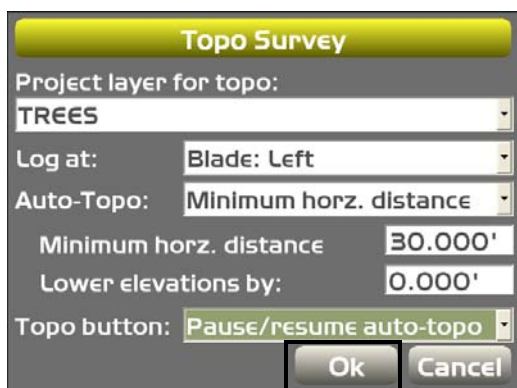 Topo Survey
Project layer for topo:
TREES
Log at: Blade: Left
Auto-Topo: Minimum horz. distance
Minimum horz. distance 30.000'
Lower elevations by: 0.000'
Topo button: Pause/resume auto-topo
Ok Cancel